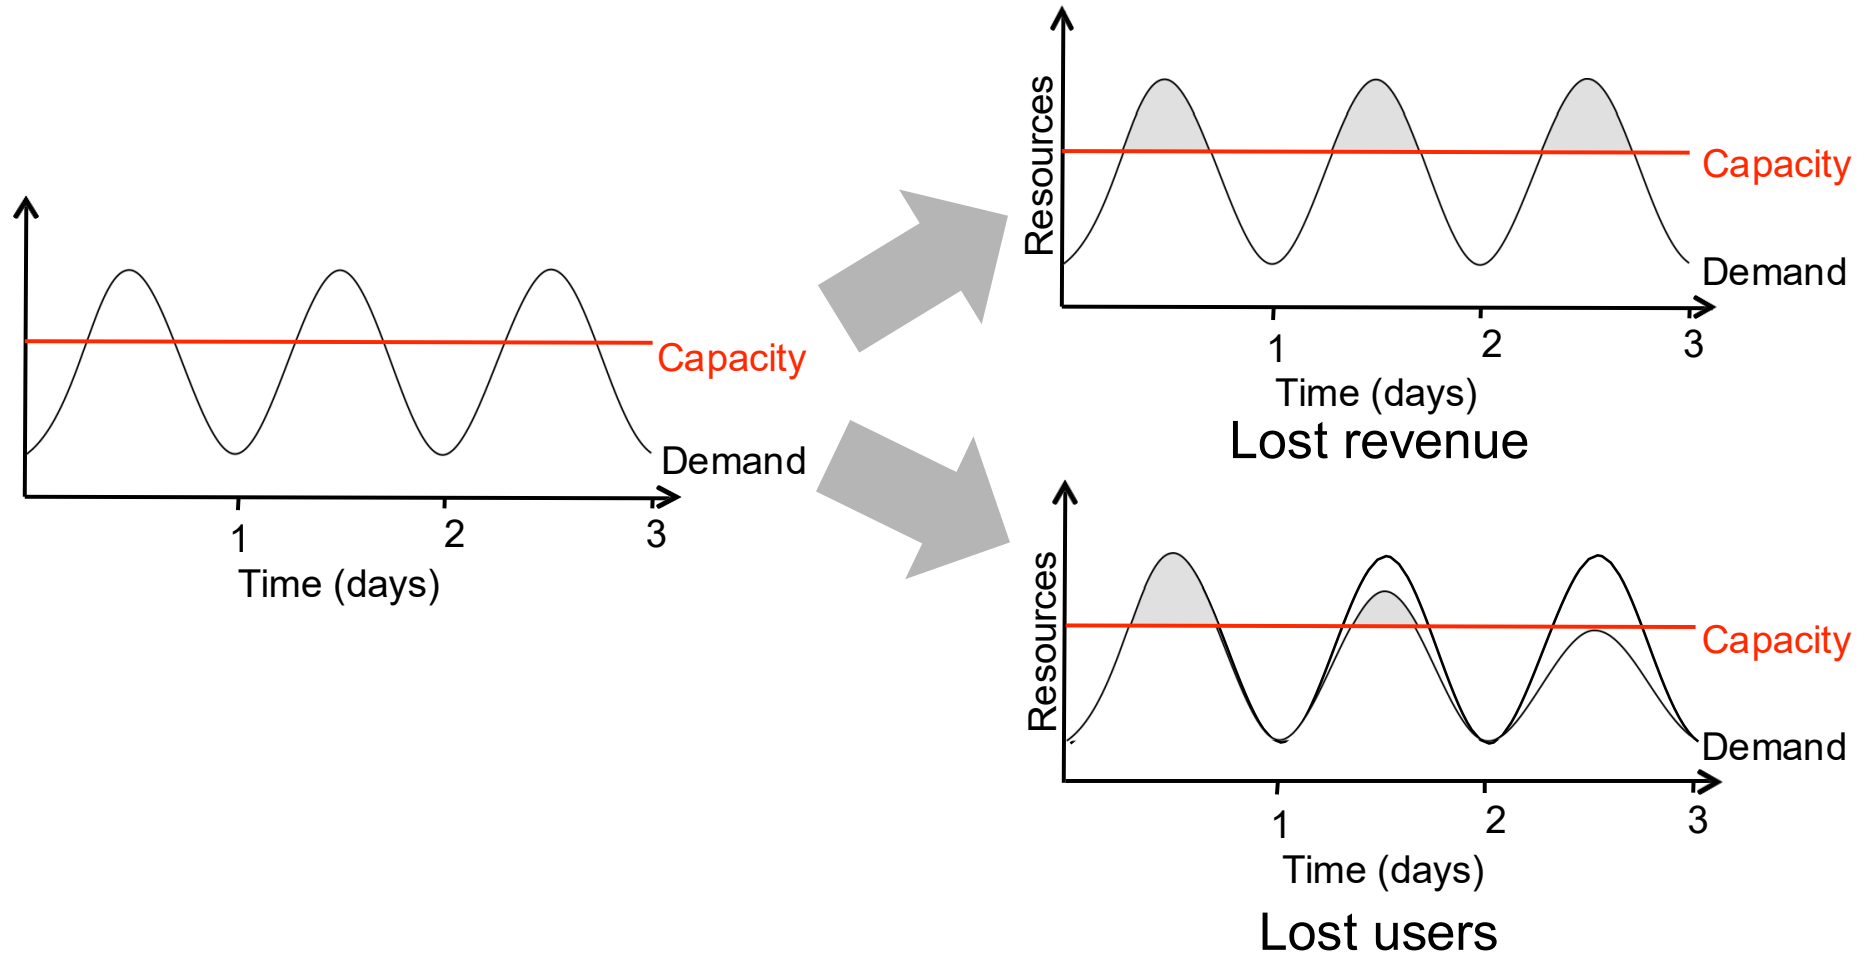 Capacity
Demand
1 2 3
Time (days)
Resources
Capacity
Demand
1 2 3
Time (days)
Lost revenue
Resources
Capacity
Demand
1 2 3
Time (days)
Lost users